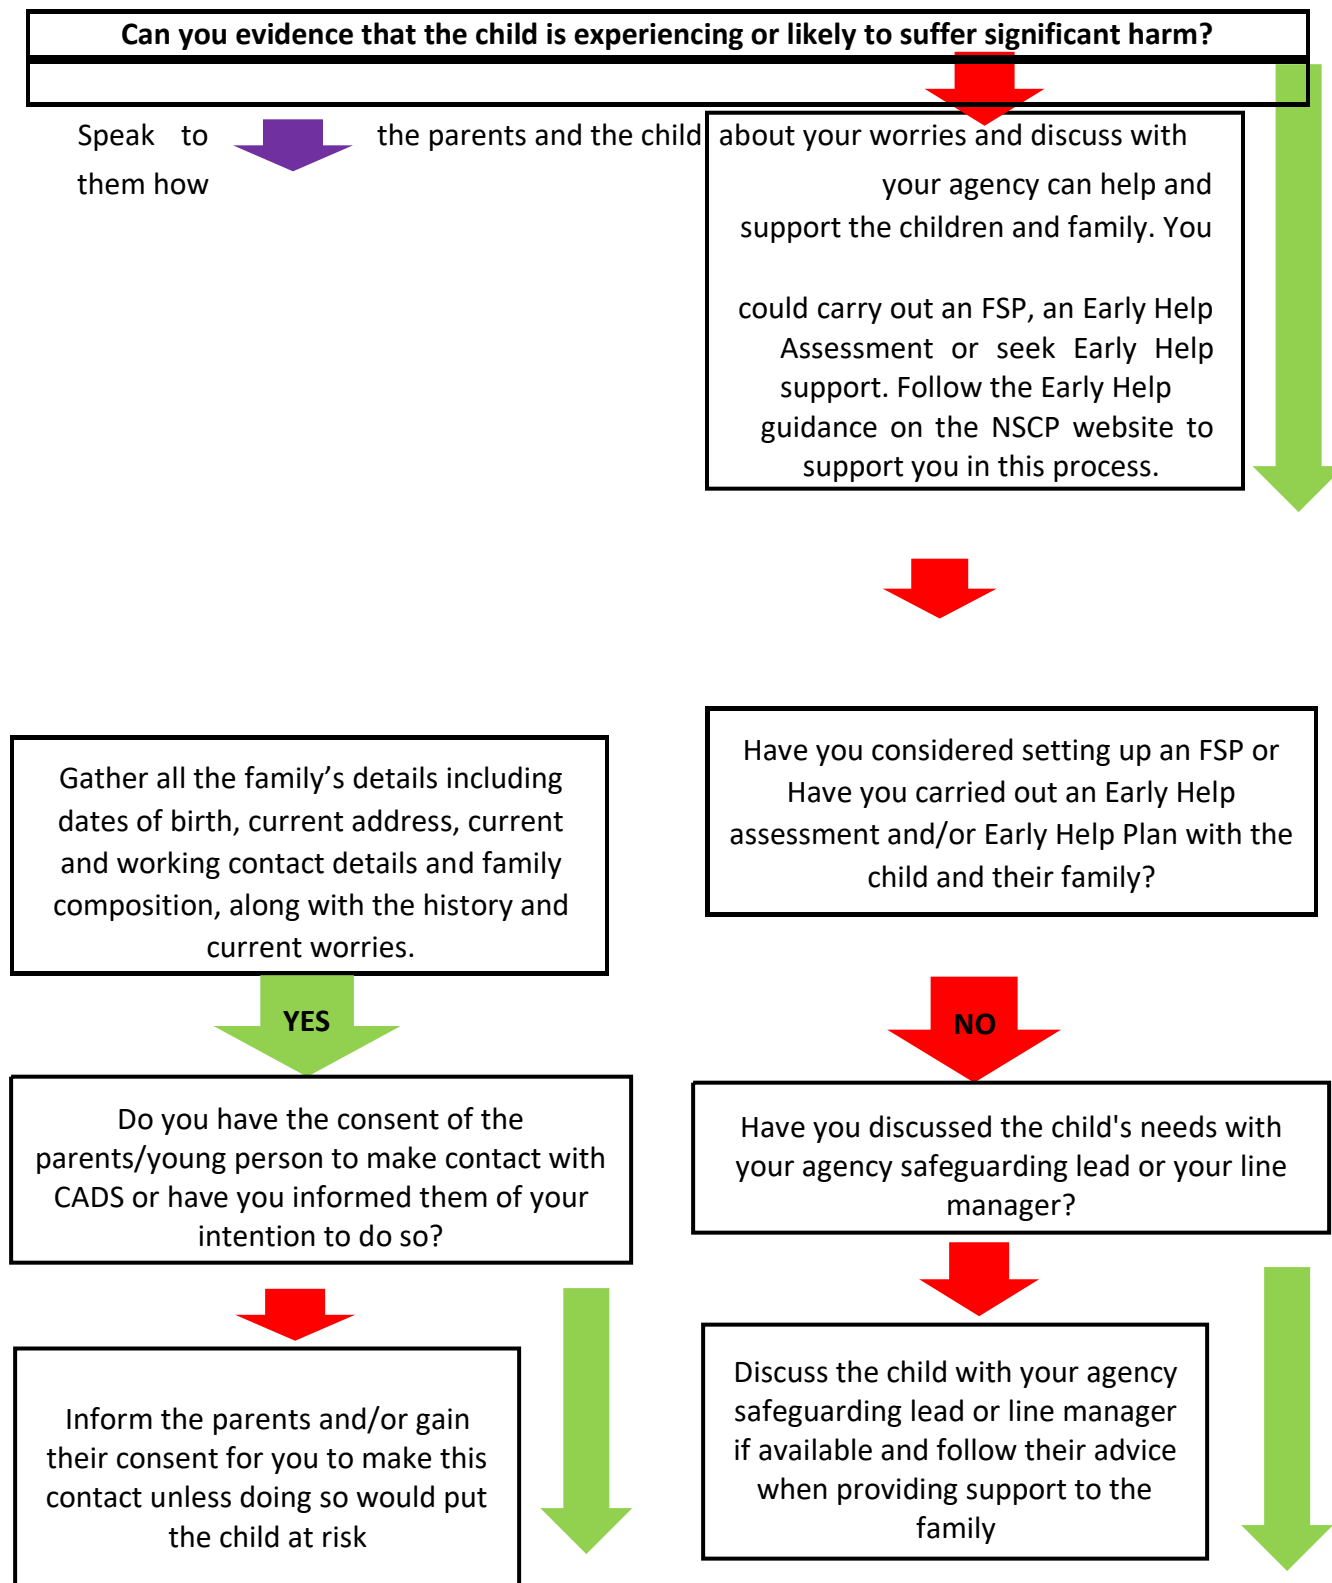 Can you evidence that the child is experiencing or likely to suffer significant harm?
Speak to the parents and the child about your worries and discuss with
them how your agency can help and
support the children and family. You
could carry out an FSP, an Early Help
Assessment or seek Early Help
support. Follow the Early Help
guidance on the NSCP website to
support you in this process.
Gather all the family’s details including
dates of birth, current address, current
and working contact details and family
composition, along with the history and
current worries.
Have you considered setting up an FSP or
Have you carried out an Early Help
assessment and/or Early Help Plan with the
child and their family?
YES
NO
Do you have the consent of the
parents/young person to make contact with
CADS or have you informed them of your
intention to do so?
Have you discussed the child's needs with
your agency safeguarding lead or your line
manager?
Inform the parents and/or gain
their consent for you to make this
contact unless doing so would put
the child at risk
Discuss the child with your agency
safeguarding lead or line manager
if available and follow their advice
when providing support to the
family